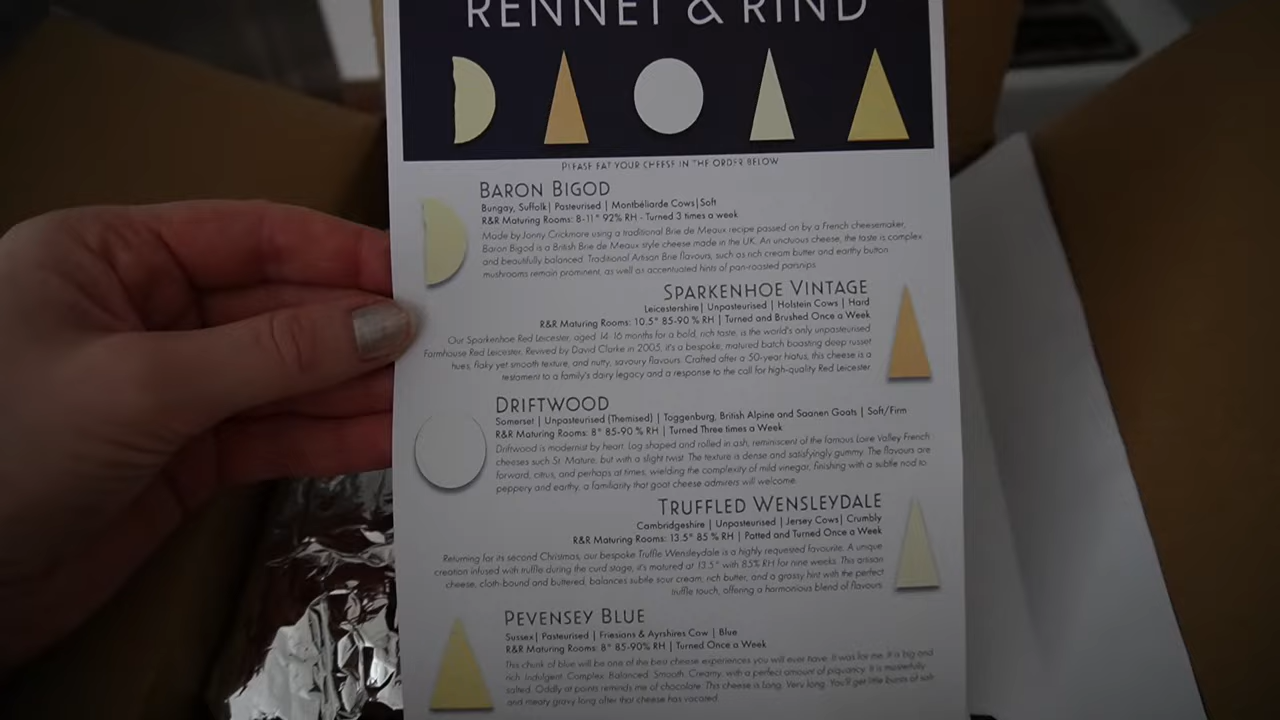 RENNET & RIND
PLEASE EAT YOUR CHEESE IN THE ORDER BELOW
BARON BIGOD
Bungay, Suffolk| Pasteurised | Montbéliarde Cows|Soft
R&R Maturing Rooms: 8-11° 92% RH - Turned 3 times a week
Made by Jonny Crickmore using a traditional Brie de Meaux recipe passed on by a French cheesemaker,
Baron Bigod is a British Brie de Meaux style cheese made in the UK. An unctuous cheese, the taste is complex
and beautifully balanced. Traditional Artisan Brie flavours, such as rich cream butter and earthy button
mushrooms remain prominent, as well as accentuated hints of pan-roasted parsnips.
SPARKENHOE VINTAGE
Leicestershire| Unpasteurised | Holstein Cows | Hard
R&R Maturing Rooms: 10.5° 85-90 % RH | Turned and Brushed Once a Week
Our Sparkenhoe Red Leicester, aged 14-16 months for a bold, rich taste, is the world's only unpasteurised
Farmhouse Red Leicester. Revived by David Clarke in 2005, it's a bespoke, matured batch boasting deep russet
hues, flaky yet smooth texture, and nutty, savoury flavours. Crafted after a 50-year hiatus, this cheese is a
testament to a family's dairy legacy and a response to the call for high-quality Red Leicester
DRIFTWOOD
Somerset | Unpasteurised (Themised) | Toggenburg, British Alpine and Saanen Goats | Soft/Firm
R&R Maturing Rooms: 8° 85-90 % RH | Turned Three times a Week
Driftwood is modernist by heart. Log shaped and rolled in ash, reminiscent of the famous Loire Valley French
cheeses such St. Mature, but with a slight twist. The texture is dense and satisfyingly gummy. The flavours are
forward, citrus, and perhaps at times, wielding the complexity of mild vinegar, finishing with a subtle nod to
peppery and earthy, a familiarity that goat cheese admirers will welcome.
TRUFFLED WENSLEYDALE
Cambridgeshire | Unpasteurised | Jersey Cows| Crumbly
R&R Maturing Rooms: 13.5° 85 % RH | Patted and Turned Once a Week
Returning for its second Christmas, our bespoke Truffle Wensleydale is a highly requested favourite. A unique
creation infused with truffle during the curd stage, it's matured at 13.5° with 85% RH for nine weeks. This artisan
cheese, cloth-bound and buttered, balances subtle sour cream, rich butter, and a grassy hint with the perfect
truffle touch, offering a harmonious blend of flavours
PEVENSEY BLUE
Sussex| Pasteurised | Friesians & Ayrshires Cow | Blue
R&R Maturing Rooms: 8° 85-90% RH | Turned Once a Week
This chunk of blue will be one of the best cheese experiences you will ever have. It was for me. It is big and
rich. Indulgent. Complex. Balanced. Smooth. Creamy, with a perfect amount of piquancy. It is masterfully
salted. Oddly at points reminds me of chocolate. This cheese is long. Very long. You'll get little bursts of salt
and meaty gravy long after that cheese has vacated.